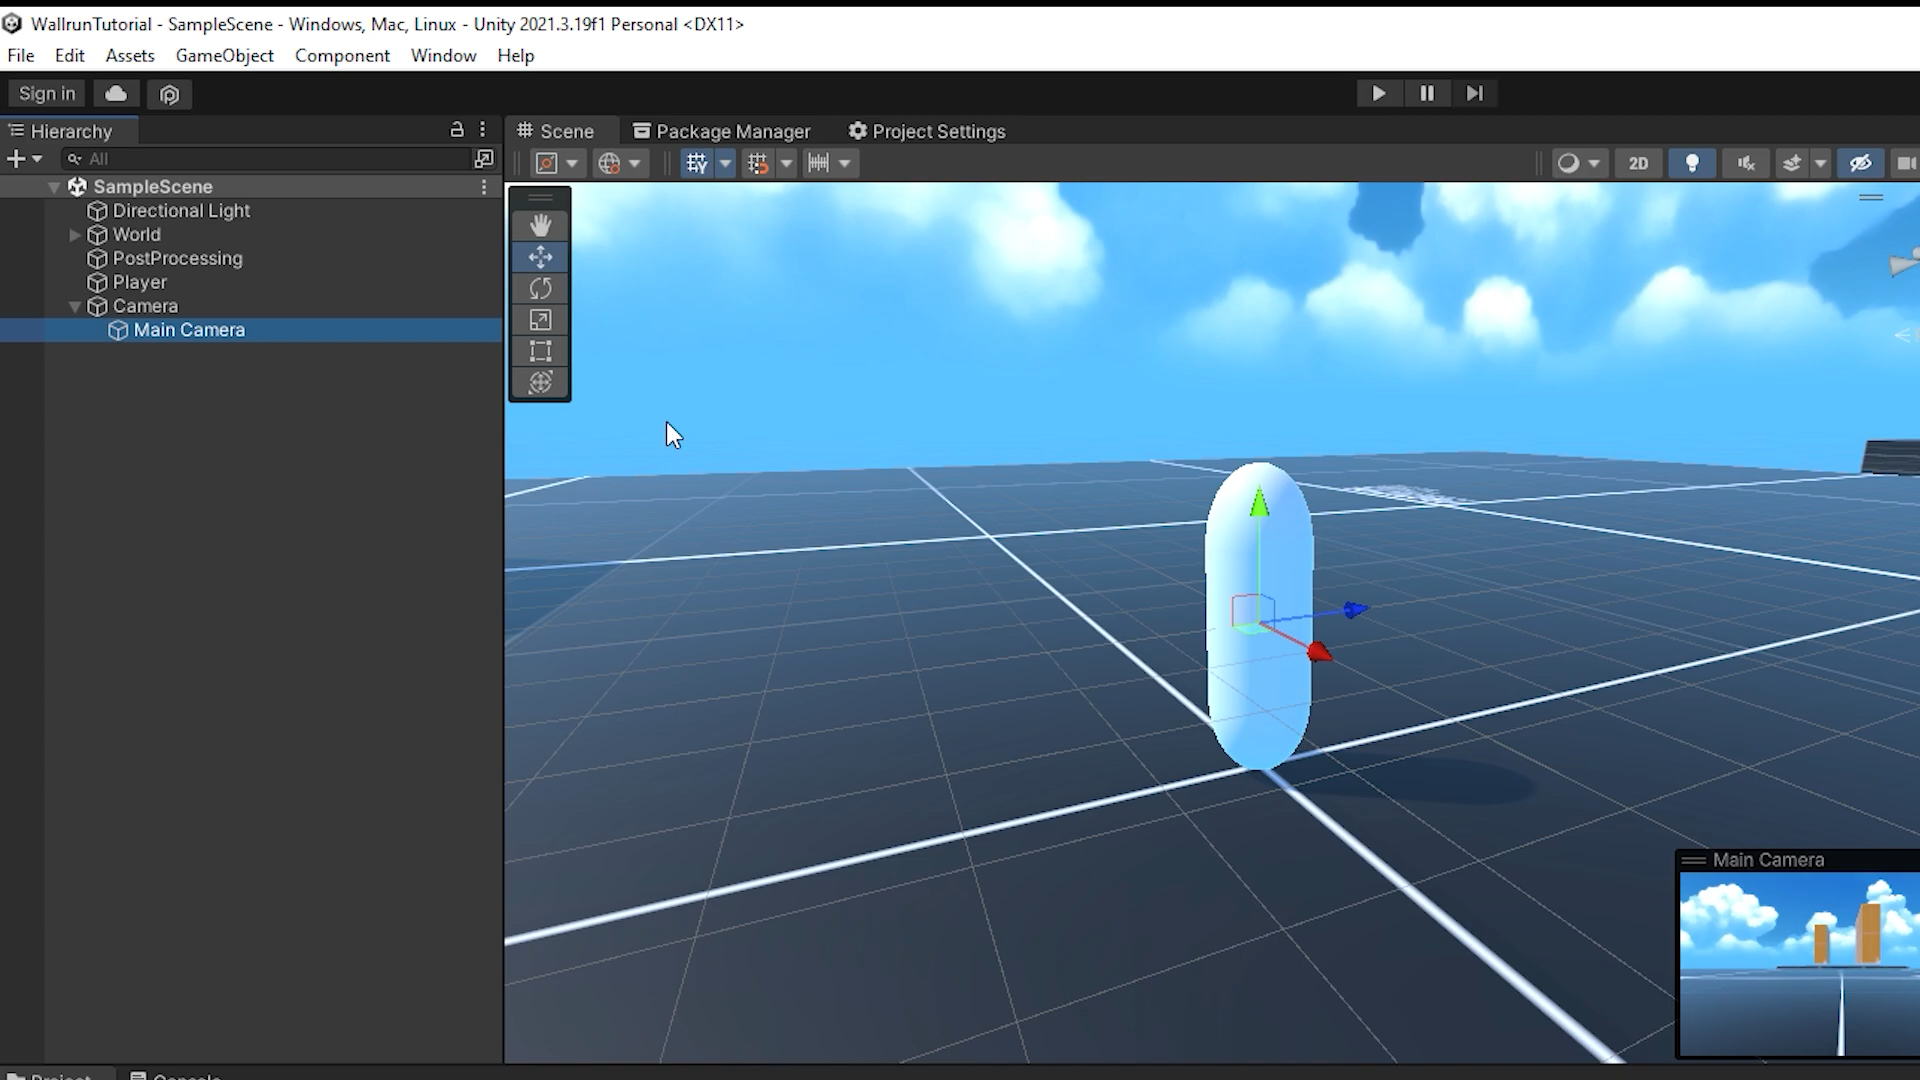 WallrunTutorial - SampleScene - Windows, Mac, Linux - Unity 2021.3.19f1 Personal <DX11>
File Edit Assets GameObject Component Window Help
Sign in
Hierarchy
Scene Package Manager Project Settings
All
2D
SampleScene
Directional Light
World
PostProcessing
Player
Camera
Main Camera
Main Camera
Project Console